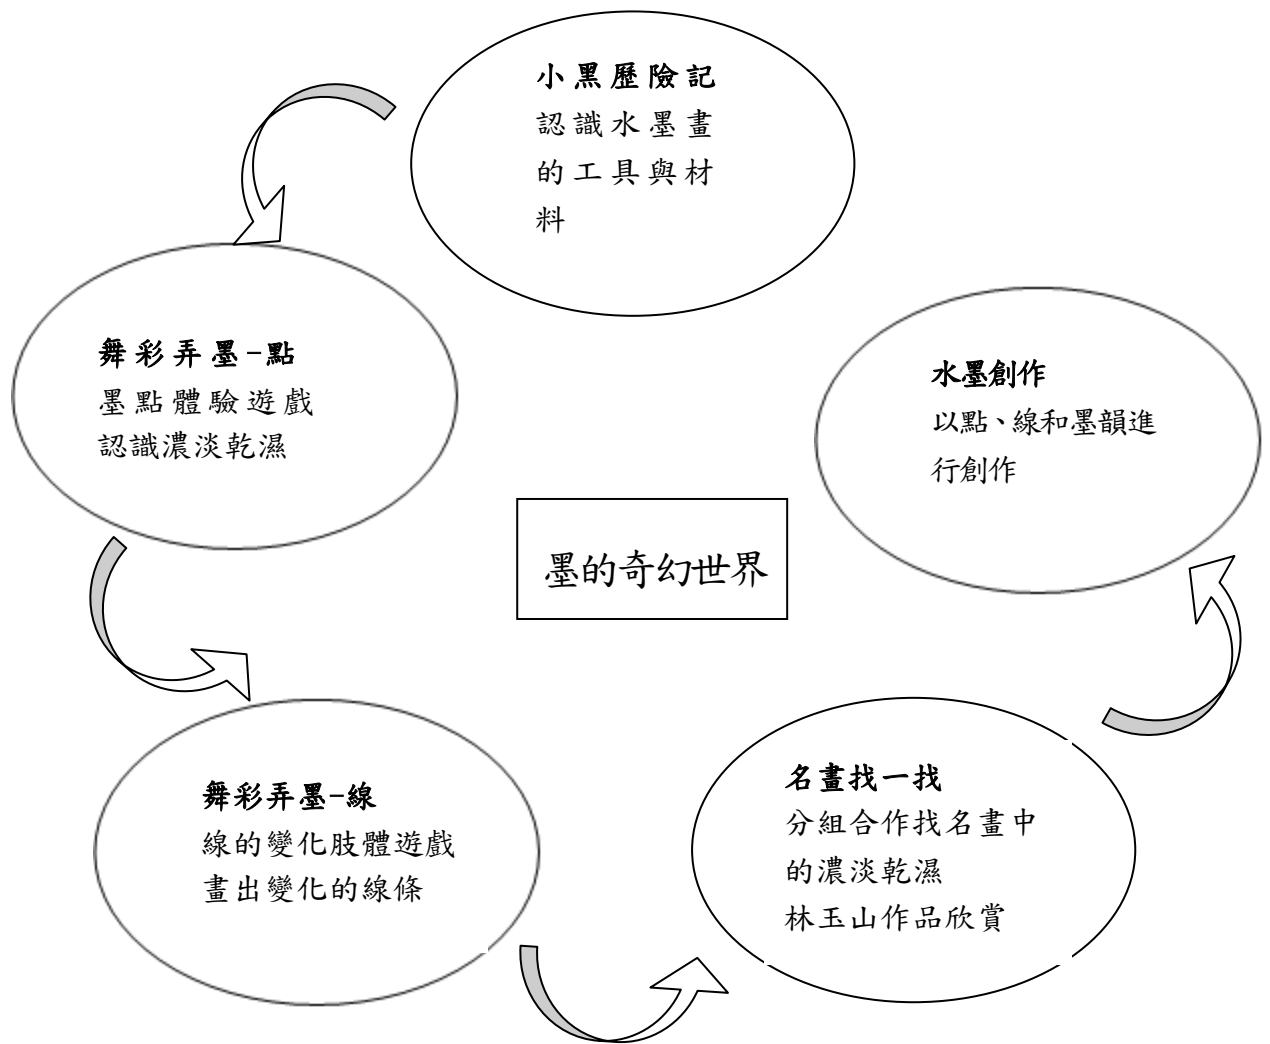 小黑歷險記
認識水墨畫
的工具與材
料
舞彩弄墨-點
墨點體驗遊戲
認識濃淡乾濕
舞彩弄墨-線
線的變化肢體遊戲
畫出變化的線條
名畫找一找
分組合作找名畫中
的濃淡乾濕
林玉山作品欣賞
水墨創作
以點、線和墨韻進
行創作
墨的奇幻世界